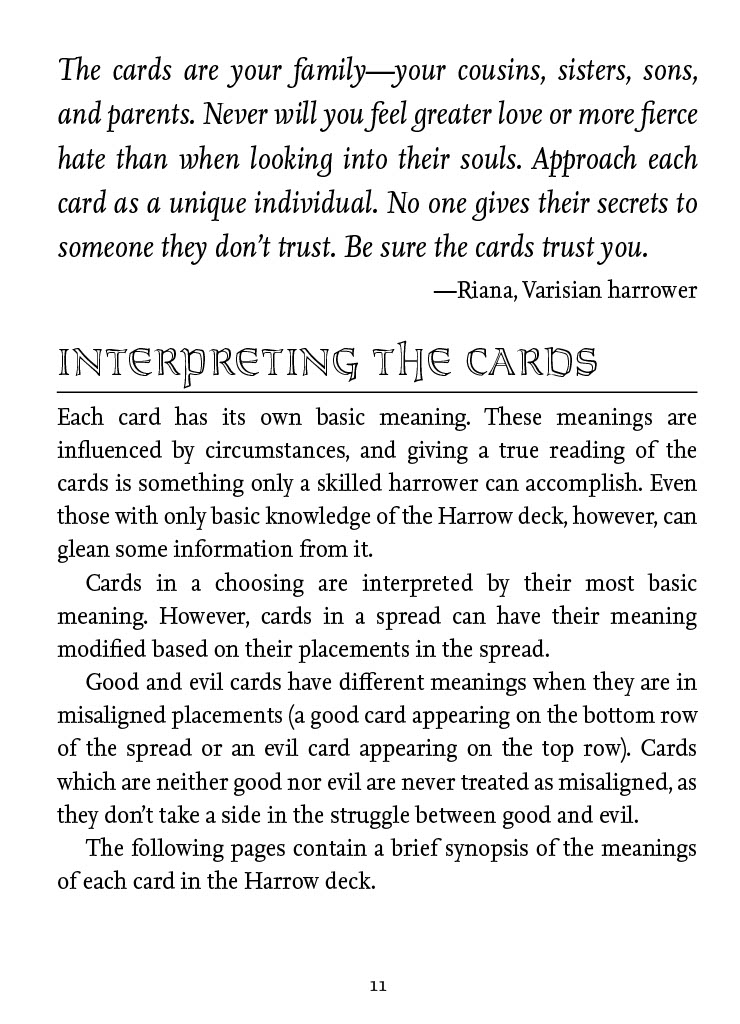 The cards are your family—your cousins, sisters, sons,
and parents. Never will you feel greater love or more fierce
hate than when looking into their souls. Approach each
card as a unique individual. No one gives their secrets to
someone they don't trust. Be sure the cards trust you.
—Riana, Varisian harrower
INTERPRETING THE CARDS
Each card has its own basic meaning. These meanings are
influenced by circumstances, and giving a true reading of the
cards is something only a skilled harrower can accomplish. Even
those with only basic knowledge of the Harrow deck, however, can
glean some information from it.
Cards in a choosing are interpreted by their most basic
meaning. However, cards in a spread can have their meaning
modified based on their placements in the spread.
Good and evil cards have different meanings when they are in
misaligned placements (a good card appearing on the bottom row
of the spread or an evil card appearing on the top row). Cards
which are neither good nor evil are never treated as misaligned, as
they don't take a side in the struggle between good and evil.
The following pages contain a brief synopsis of the meanings
of each card in the Harrow deck.
11